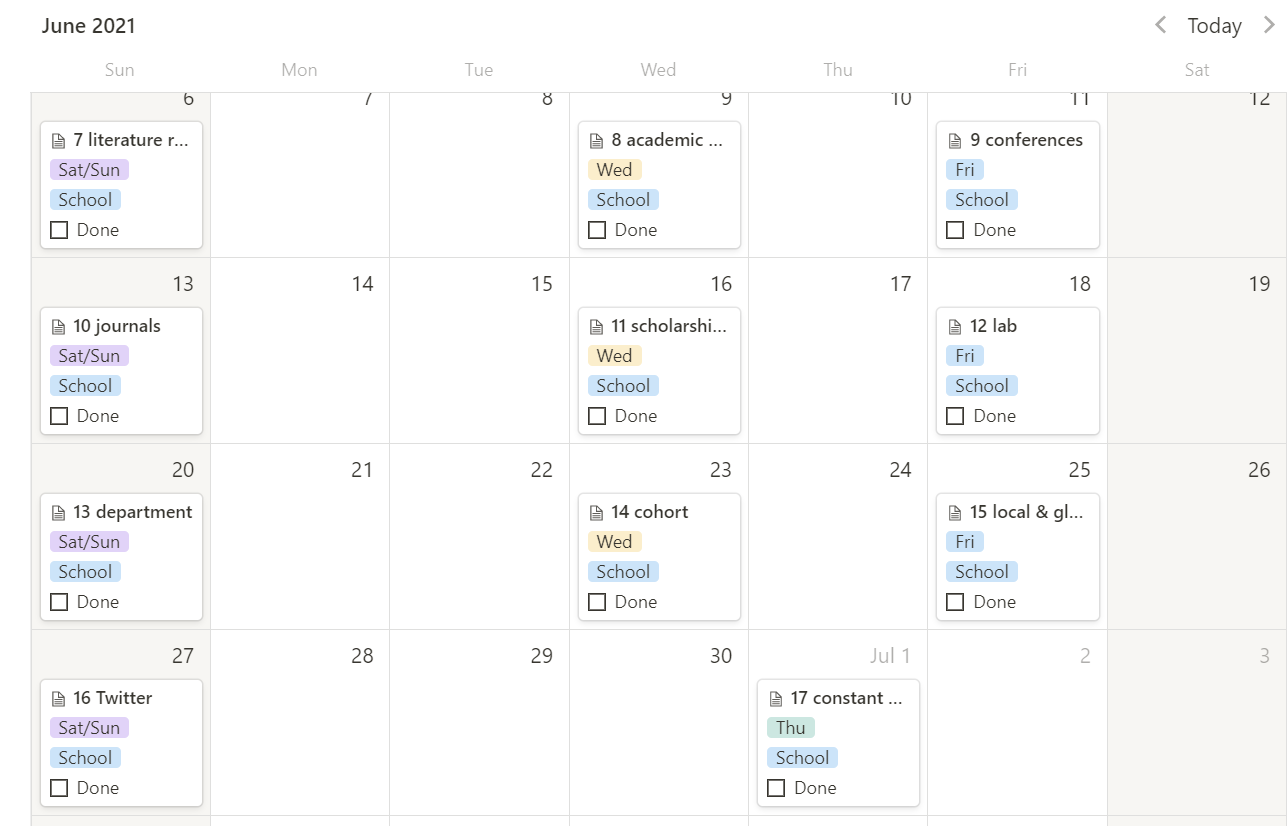 June 2021
Today
Sun Mon Tue Wed Thu Fri Sat
6 7 8 9 10 11 12
7 literature r...
Sat/Sun
School
Done
8 academic ...
Wed
School
Done
9 conferences
Fri
School
Done
13 14 15 16 17 18 19
10 journals
Sat/Sun
School
Done
11 scholarshi...
Wed
School
Done
12 lab
Fri
School
Done
20 21 22 23 24 25 26
13 department
Sat/Sun
School
Done
14 cohort
Wed
School
Done
15 local & gl...
Fri
School
Done
27 28 29 30 Jul 1 2 3
16 Twitter
Sat/Sun
School
Done
17 constant ...
Thu
School
Done